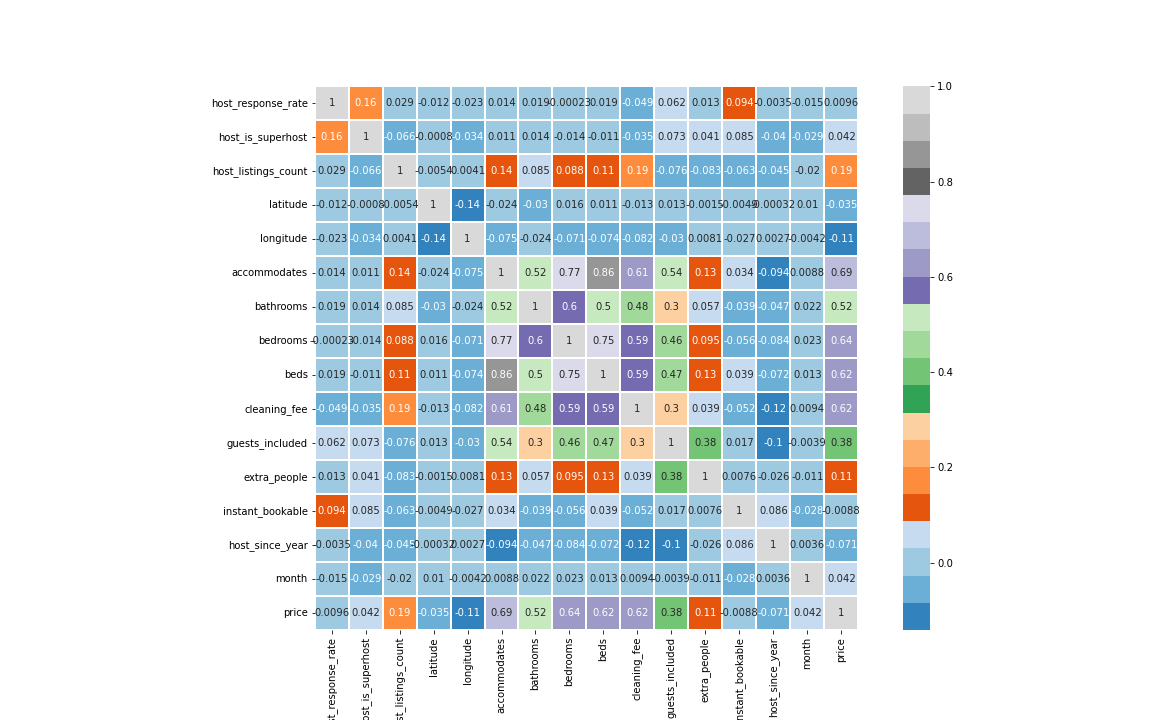 1.0
host_response_rate 1 0.16 0.029 -0.012 -0.023 0.014 0.019 -0.00023 0.019 -0.049 0.062 0.013 0.094 -0.0035 -0.015 0.0096
host_is_superhost 0.16 1 -0.066 -0.0008 -0.034 0.011 0.014 -0.014 -0.011 -0.035 0.073 0.041 0.085 -0.04 -0.029 0.042
host_listings_count 0.029 -0.066 1 -0.0054 0.0041 0.14 0.085 0.088 0.11 0.19 -0.076 -0.083 -0.063 -0.045 -0.02 0.19
0.8
latitude -0.012 -0.0008 -0.0054 1 -0.14 -0.024 -0.03 0.016 0.011 -0.013 0.013 -0.0015 -0.0049 -0.00032 0.01 -0.035
longitude -0.023 -0.034 0.0041 -0.14 1 -0.075 -0.024 -0.071 -0.074 -0.082 -0.03 0.0081 -0.027 0.0027 -0.0042 -0.11
accommodates 0.014 0.011 0.14 -0.024 -0.075 1 0.52 0.77 0.86 0.61 0.54 0.13 0.034 -0.094 0.0088 0.69
0.6
bathrooms 0.019 0.014 0.085 -0.03 -0.024 0.52 1 0.6 0.5 0.48 0.3 0.057 -0.039 -0.047 0.022 0.52
bedrooms -0.00023 -0.014 0.088 0.016 -0.071 0.77 0.6 1 0.75 0.59 0.46 0.095 -0.056 -0.084 0.023 0.64
beds 0.019 -0.011 0.11 0.011 -0.074 0.86 0.5 0.75 1 0.59 0.47 0.13 0.039 -0.072 0.013 0.62
0.4
cleaning_fee -0.049 -0.035 0.19 -0.013 -0.082 0.61 0.48 0.59 0.59 1 0.3 0.039 -0.052 -0.12 0.0094 0.62
guests_included 0.062 0.073 -0.076 0.013 -0.03 0.54 0.3 0.46 0.47 0.3 1 0.38 0.017 -0.1 -0.0039 0.38
0.2
extra_people 0.013 0.041 -0.083 -0.0015 0.0081 0.13 0.057 0.095 0.13 0.039 0.38 1 0.0076 -0.026 -0.011 0.11
instant_bookable 0.094 0.085 -0.063 -0.0049 -0.027 0.034 -0.039 -0.056 0.039 -0.052 0.017 0.0076 1 0.086 -0.028 -0.0088
host_since_year -0.0035 -0.04 -0.045 -0.00032 0.0027 -0.094 -0.047 -0.084 -0.072 -0.12 -0.1 -0.026 0.086 1 0.0036 -0.071
0.0
month -0.015 -0.029 -0.02 0.01 -0.0042 0.0088 0.022 0.023 0.013 0.0094 -0.0039 -0.011 -0.028 0.0036 1 0.042
price -0.0096 0.042 0.19 -0.035 -0.11 0.69 0.52 0.64 0.62 0.62 0.38 0.11 -0.0088 -0.071 0.042 1
st_response_rate
ost_is_superhost
st_listings_count
latitude
longitude
accommodates
bathrooms
bedrooms
beds
cleaning_fee
guests_included
extra_people
nstant_bookable
host_since_year
month
price